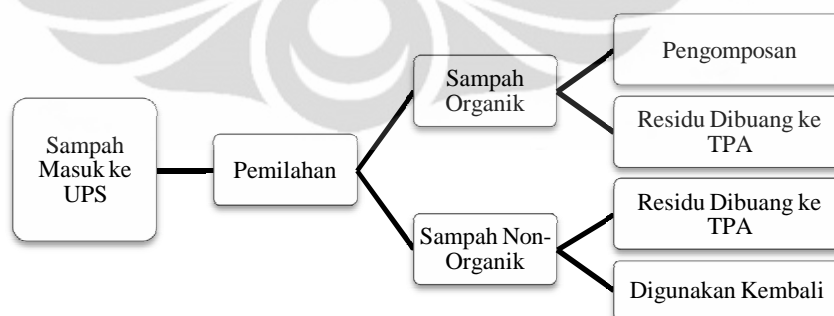 Sampah
Masuk ke
UPS
Pemilahan
Sampah
Organik
Pengomposan
Residu Dibuang ke
TPA
Sampah Non-
Organik
Residu Dibuang ke
TPA
Digunakan Kembali